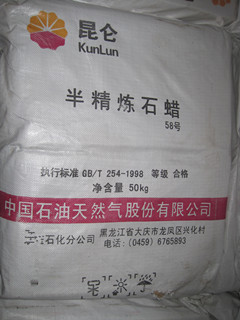 昆仑
KunLun
半精炼石蜡
58号
执行标准 GB/T 254-1998 等级 合格
净含量 50kg
中国石油天然气股份有限公司
石化分公司 黑龙江省大庆市龙凤区兴化村
电话：(0459) 6765893